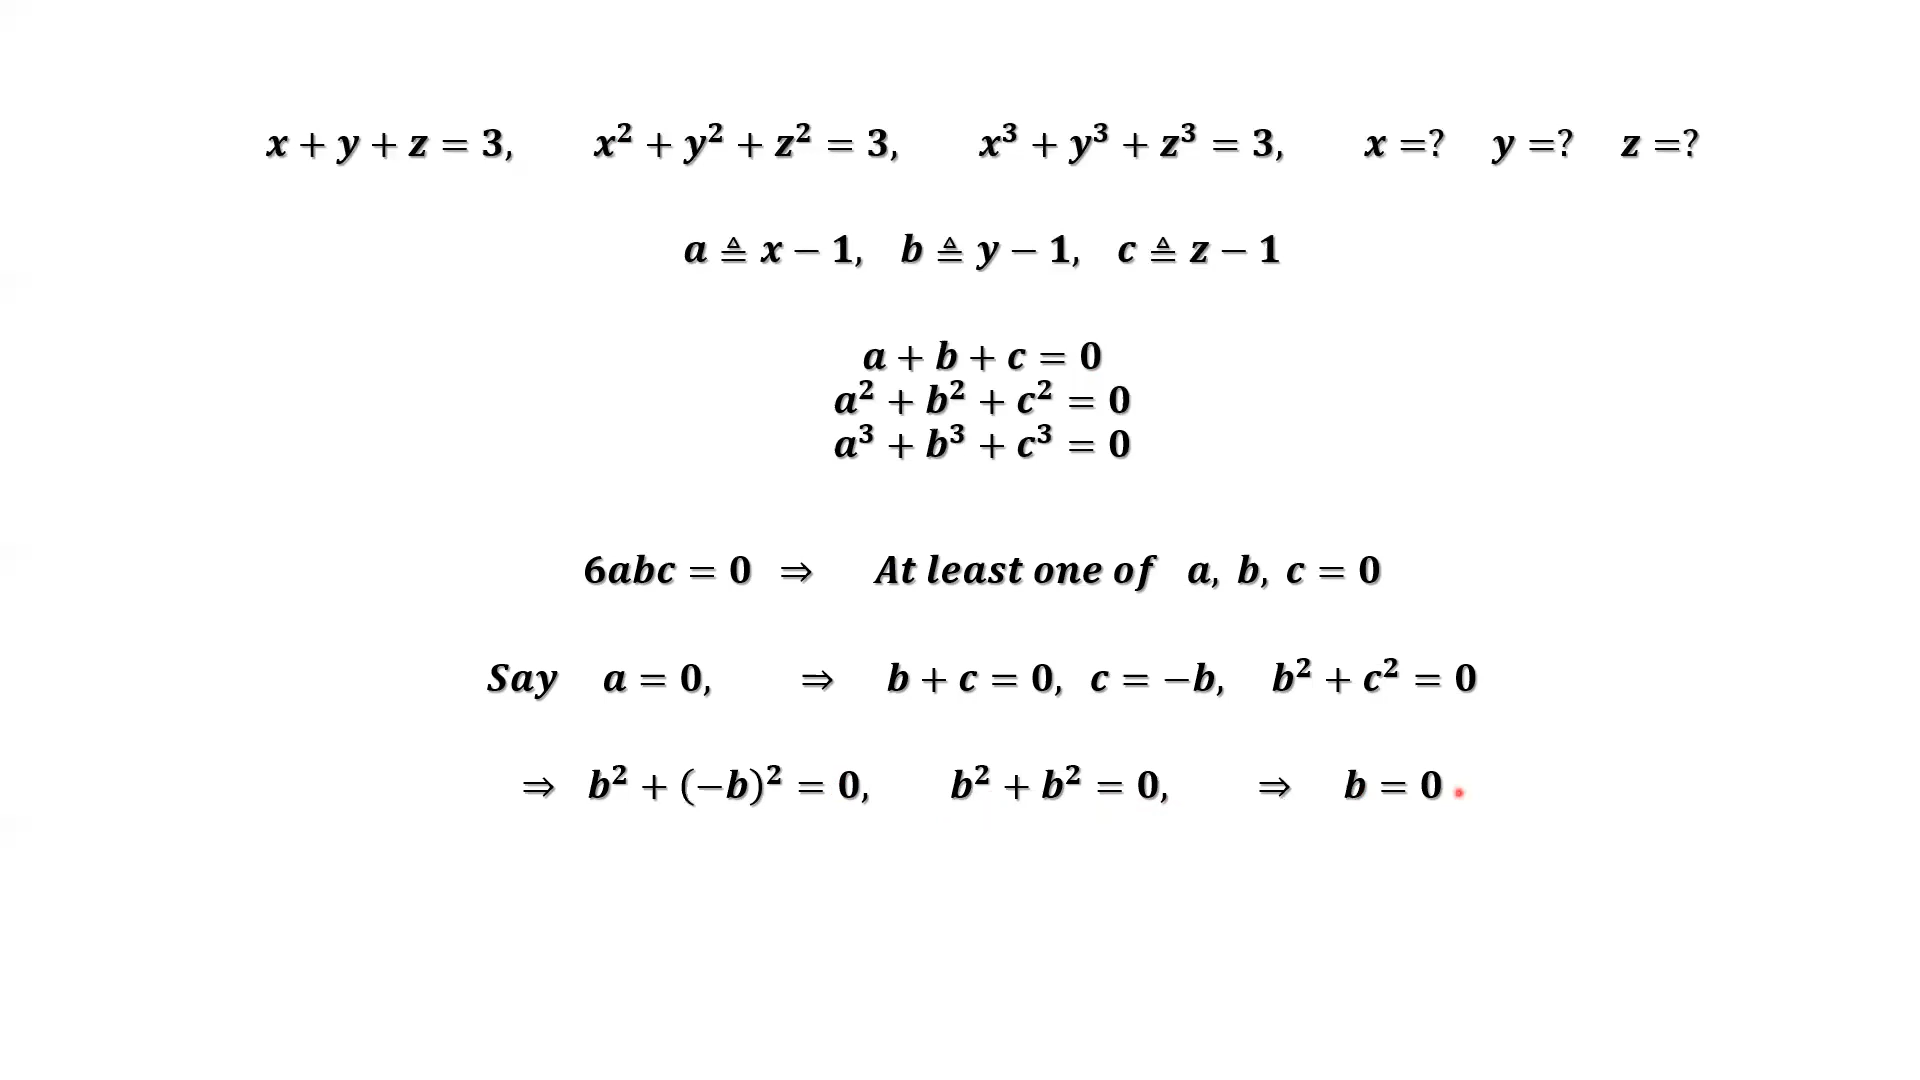 x + y + z = 3, x² + y² + z² = 3, x³ + y³ + z³ = 3, x =? y =? z =?
a ≜ x − 1, b ≜ y − 1, c ≜ z − 1
a + b + c = 0
a² + b² + c² = 0
a³ + b³ + c³ = 0
6abc = 0 ⇒ At least one of a, b, c = 0
Say a = 0, ⇒ b + c = 0, c = −b, b² + c² = 0
⇒ b² + (−b)² = 0, b² + b² = 0, ⇒ b = 0